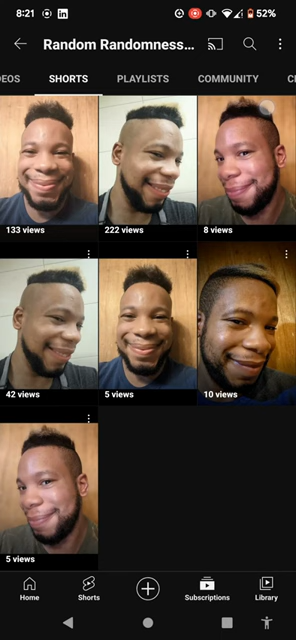 8:21
52%
Random Randomness...
EOS
SHORTS
PLAYLISTS
COMMUNITY
133 views
222 views
8 views
42 views
5 views
10 views
5 views
Home
Shorts
Subscriptions
Library